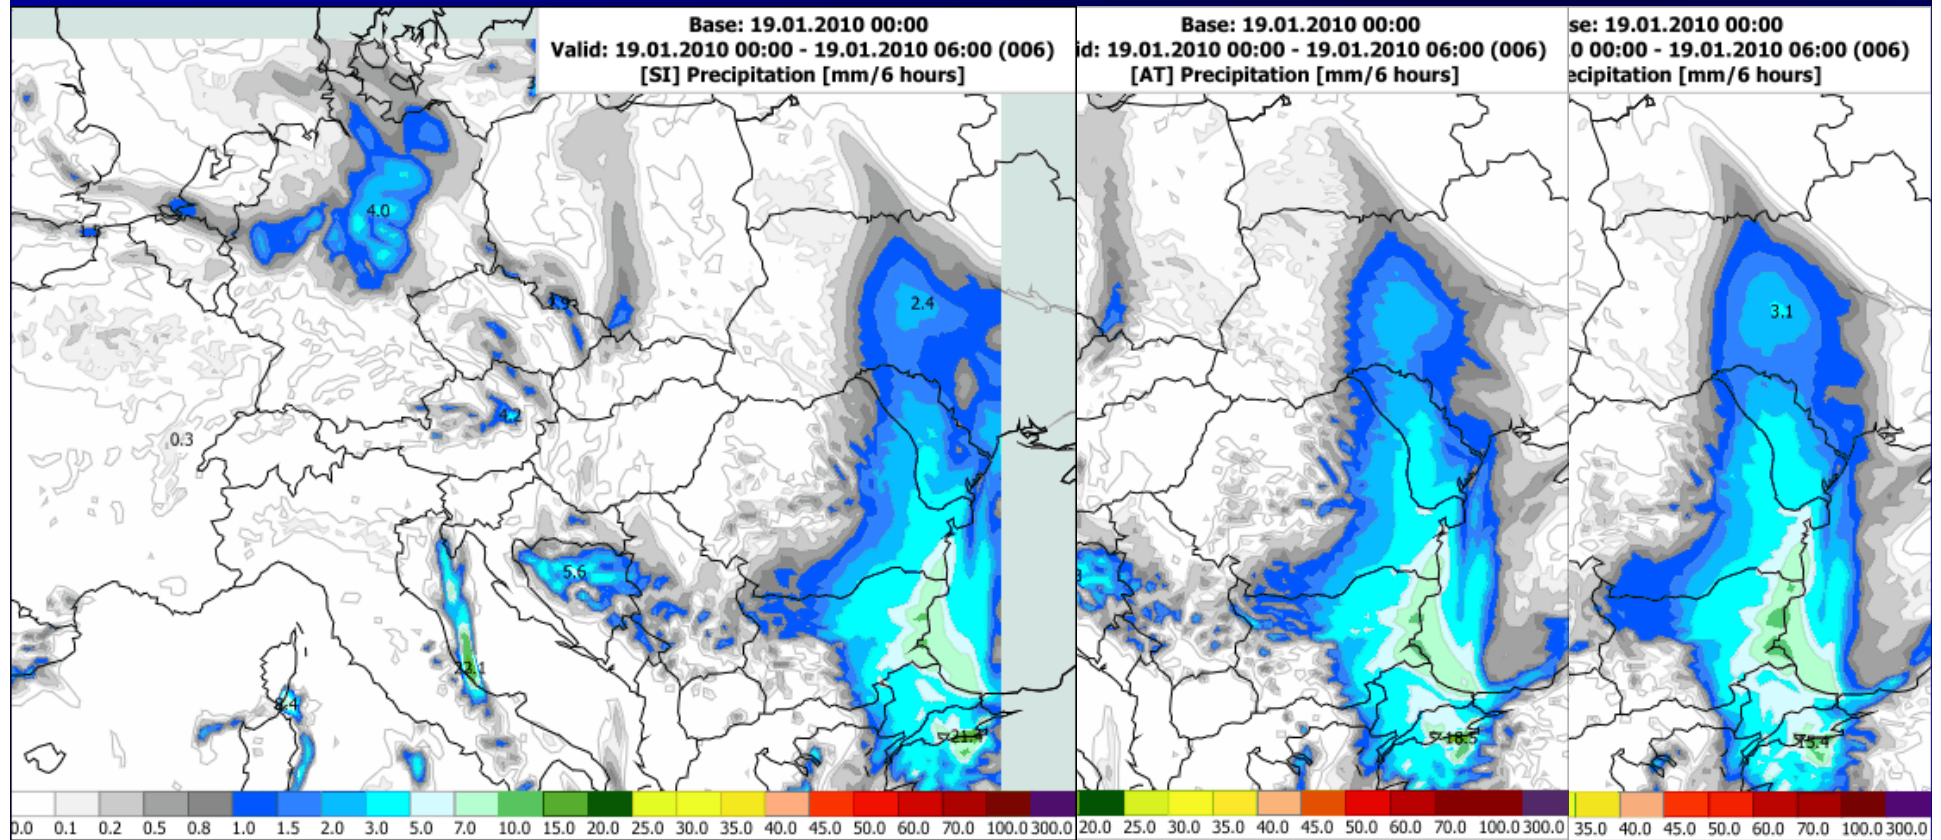 Base: 19.01.2010 00:00
Valid: 19.01.2010 00:00 - 19.01.2010 06:00 (006)
[SI] Precipitation [mm/6 hours]
Base: 19.01.2010 00:00
id: 19.01.2010 00:00 - 19.01.2010 06:00 (006)
[AT] Precipitation [mm/6 hours]
se: 19.01.2010 00:00
0 00:00 - 19.01.2010 06:00 (006)
ecipitation [mm/6 hours]
4.0
2.4
3.1
4.2
0.3
5.6
18.5
15.4
0.0 0.1 0.2 0.5 0.8 1.0 1.5 2.0 3.0 5.0 7.0 10.0 15.0 20.0 25.0 30.0 35.0 40.0 45.0 50.0 60.0 70.0 100.0 300.0
20.0 25.0 30.0 35.0 40.0 45.0 50.0 60.0 70.0 100.0 300.0
35.0 40.0 45.0 50.0 60.0 70.0 100.0 300.0